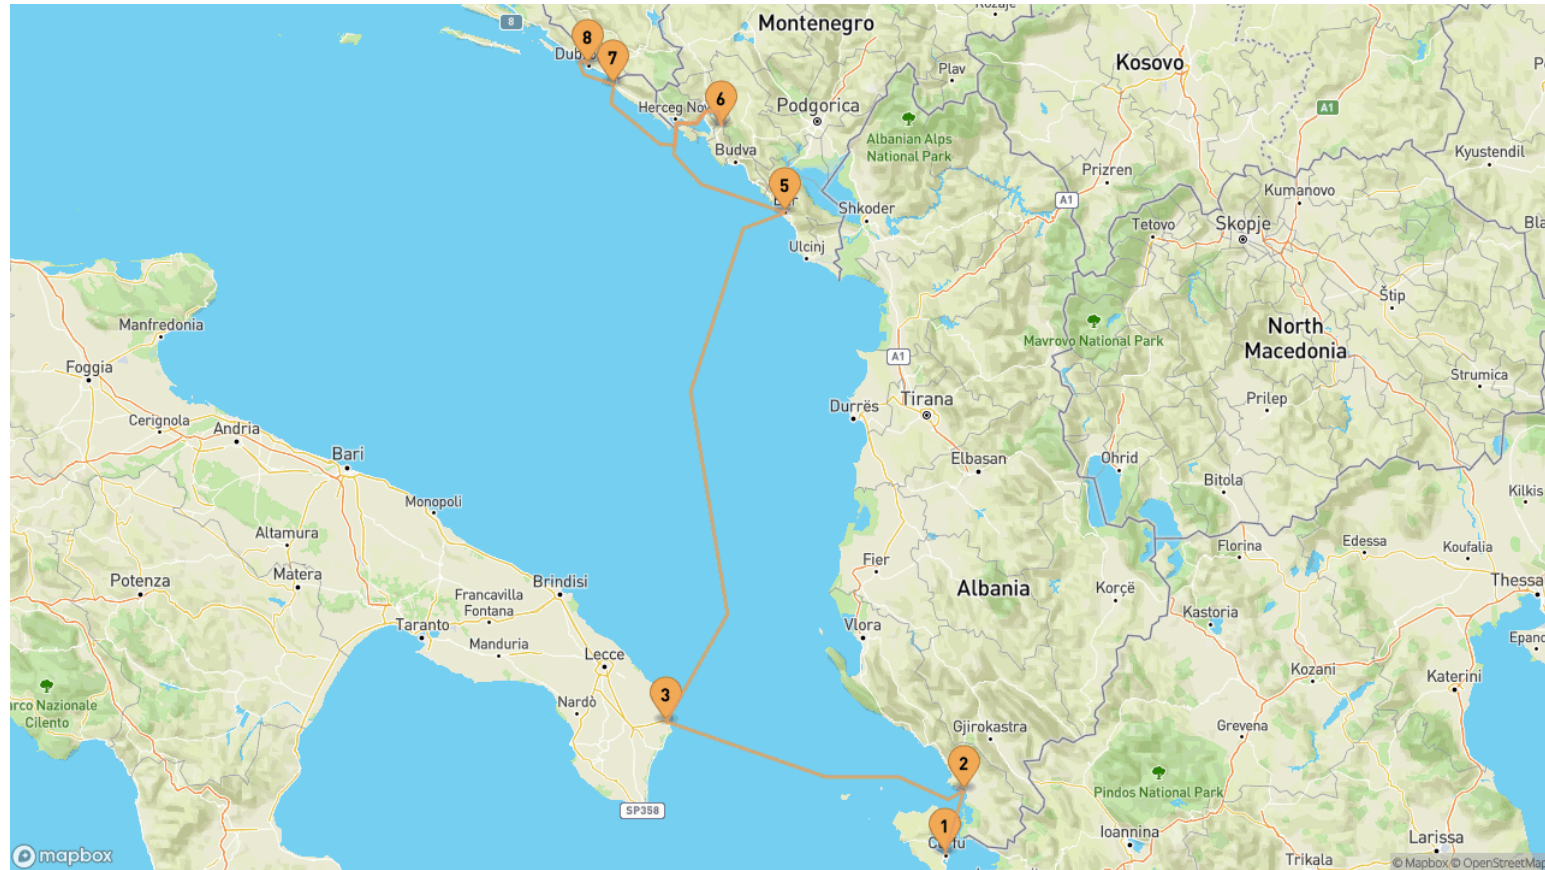 8
Montenegro
8
7
Kosovo
Plav
6
Herceg Nov
Podgorica
A1
Albanian Alps
National Park
Kyustendil
Budva
Prizren
5
A1
Kumanovo
Shkoder
Tetovo
Skopje
Ulcinj
Štip
Manfredonia
Mavrovo National Park
North
Macedonia
A1
Foggia
Strumica
Durrës
Tirana
Prilep
Cerignola
Andria
Bari
Elbasan
Ohrid
Bitola
Kilkis
Monopoli
Altamura
Florina
Edessa
Koufalia
Fier
Matera
Potenza
Brindisi
Francavilla
Fontana
Albania
Korçë
Thessa
Kastoria
Taranto
Vlora
Epano
Manduria
Lecce
Kozani
Katerini
3
Nardò
arco Nazionale
Cilento
Gjirokastra
Grevena
2
Pindos National Park
SP358
1
Ioannina
Larissa
mapbox
Trikala
© Mapbox © OpenStreetMap